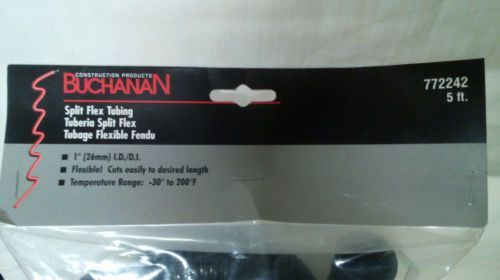 CONSTRUCTION PRODUCTS
BUCHANAN
Split Flex Tubing
Tuberia Split Flex
Tubage Flexible Fendu
772242
5 ft.
■ 1" (26mm) I.D./D.I.
■ Flexible! Cuts easily to desired length
■ Temperature Range: -30° to 200°F